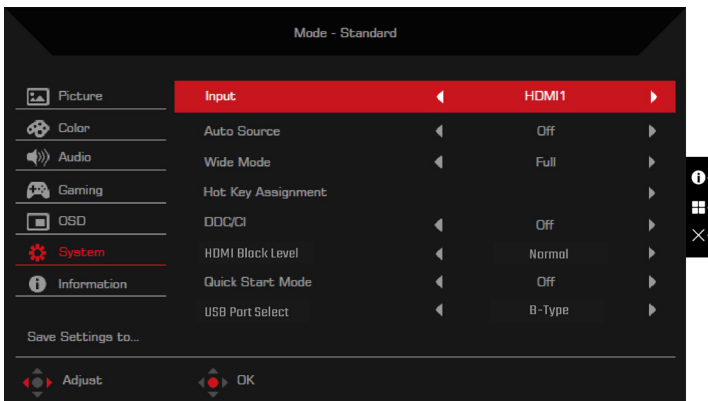 Mode - Standard
Picture
Color
Audio
Gaming
OSD
System
Information
Save Settings to...
Input HDMI1
Auto Source Off
Wide Mode Full
Hot Key Assignment
DDC/CI Off
HDMI Black Level Normal
Quick Start Mode Off
USB Port Select B-Type
Adjust OK